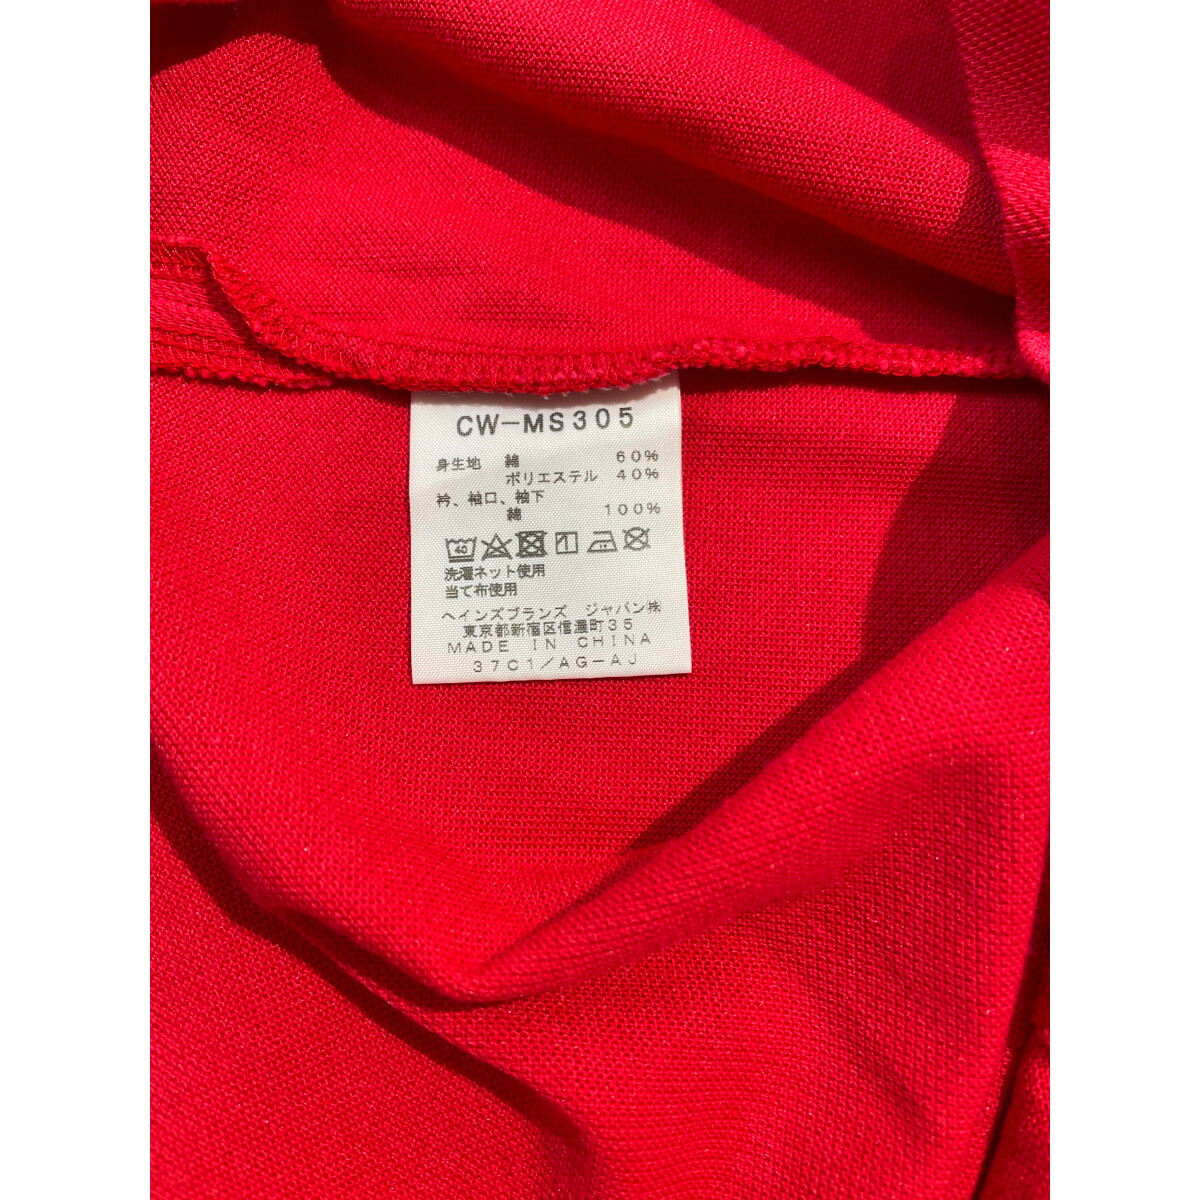 CW-MS305
身生地 綿 60%
ポリエステル 40%
衿、袖口、袖下
綿 100%
40
洗濯ネット使用
当て布使用
ヘインズブランズ ジャパン㈱
東京都新宿区信濃町35
MADE IN CHINA
37C1/AG-AJ